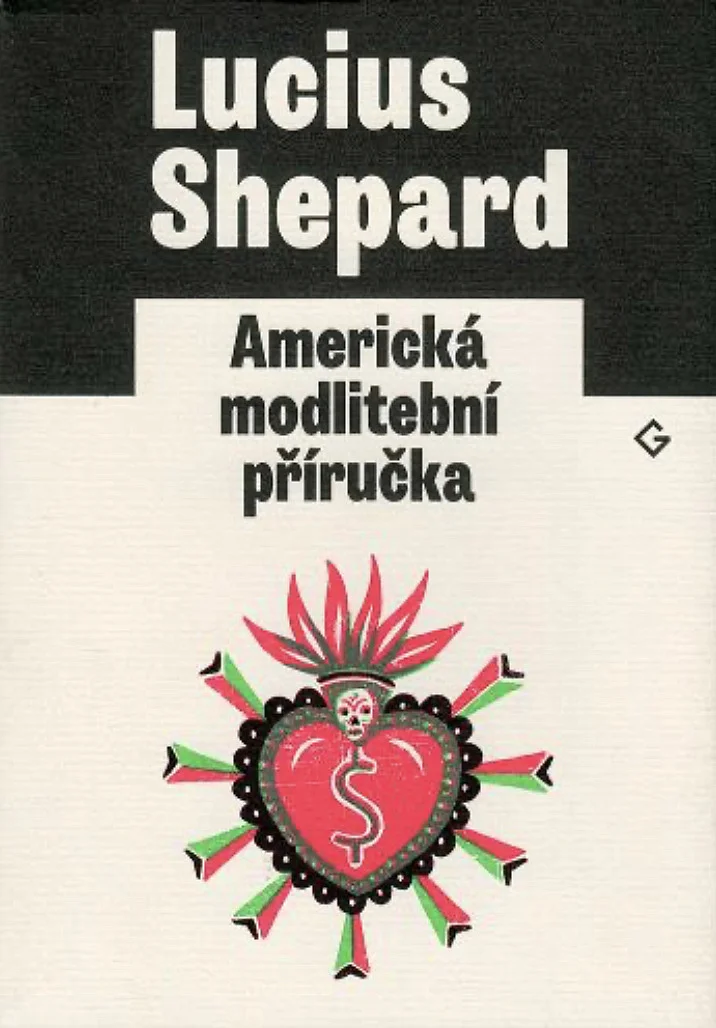 Lucius
Shepard
Americká
modlitební
příručka
G
$